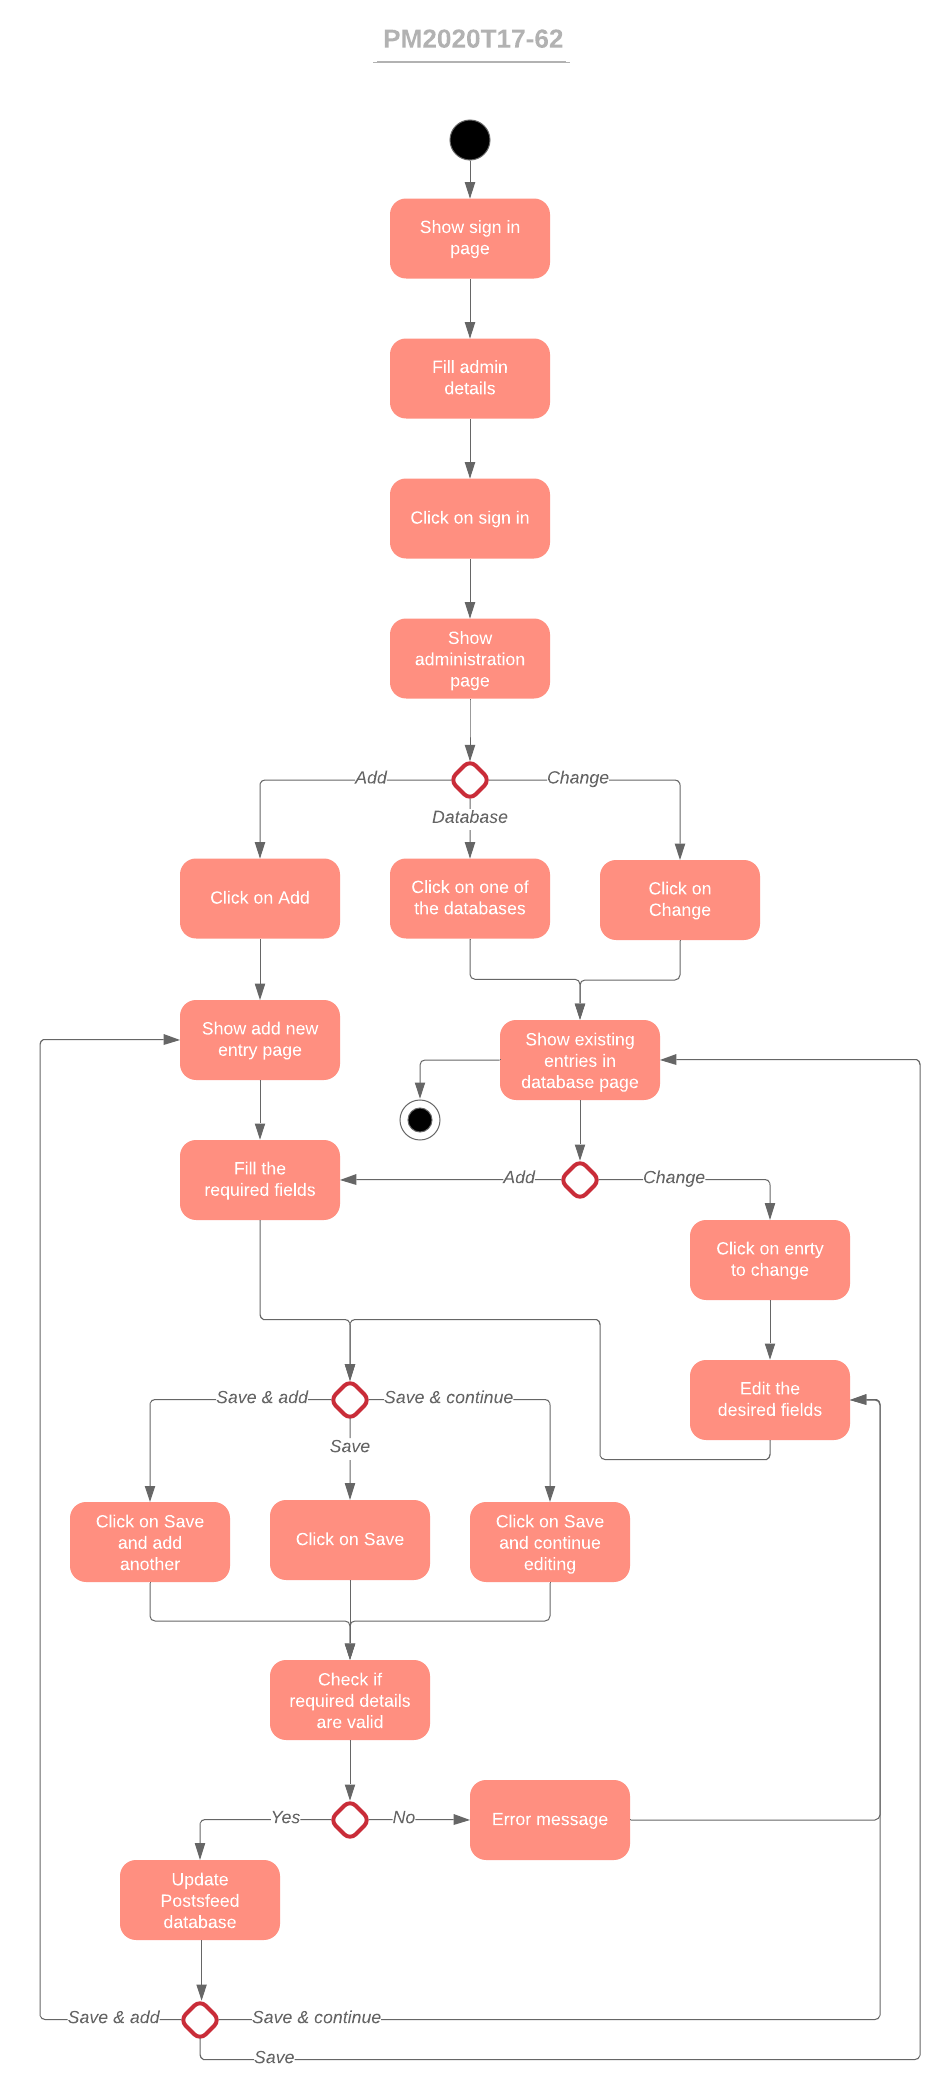 PM2020T17-62
Show sign in
page
Fill admin
details
Click on sign in
Show
administration
page
Add
Change
Database
Click on Add
Click on one of
the databases
Click on
Change
Show add new
entry page
Show existing
entries in
database page
Fill the
required fields
Add
Change
Click on enrty
to change
Edit the
desired fields
Save & add
Save & continue
Save
Click on Save
and add
another
Click on Save
Click on Save
and continue
editing
Check if
required details
are valid
Yes
No
Error message
Update
Postsfeed
database
Save & add
Save & continue
Save